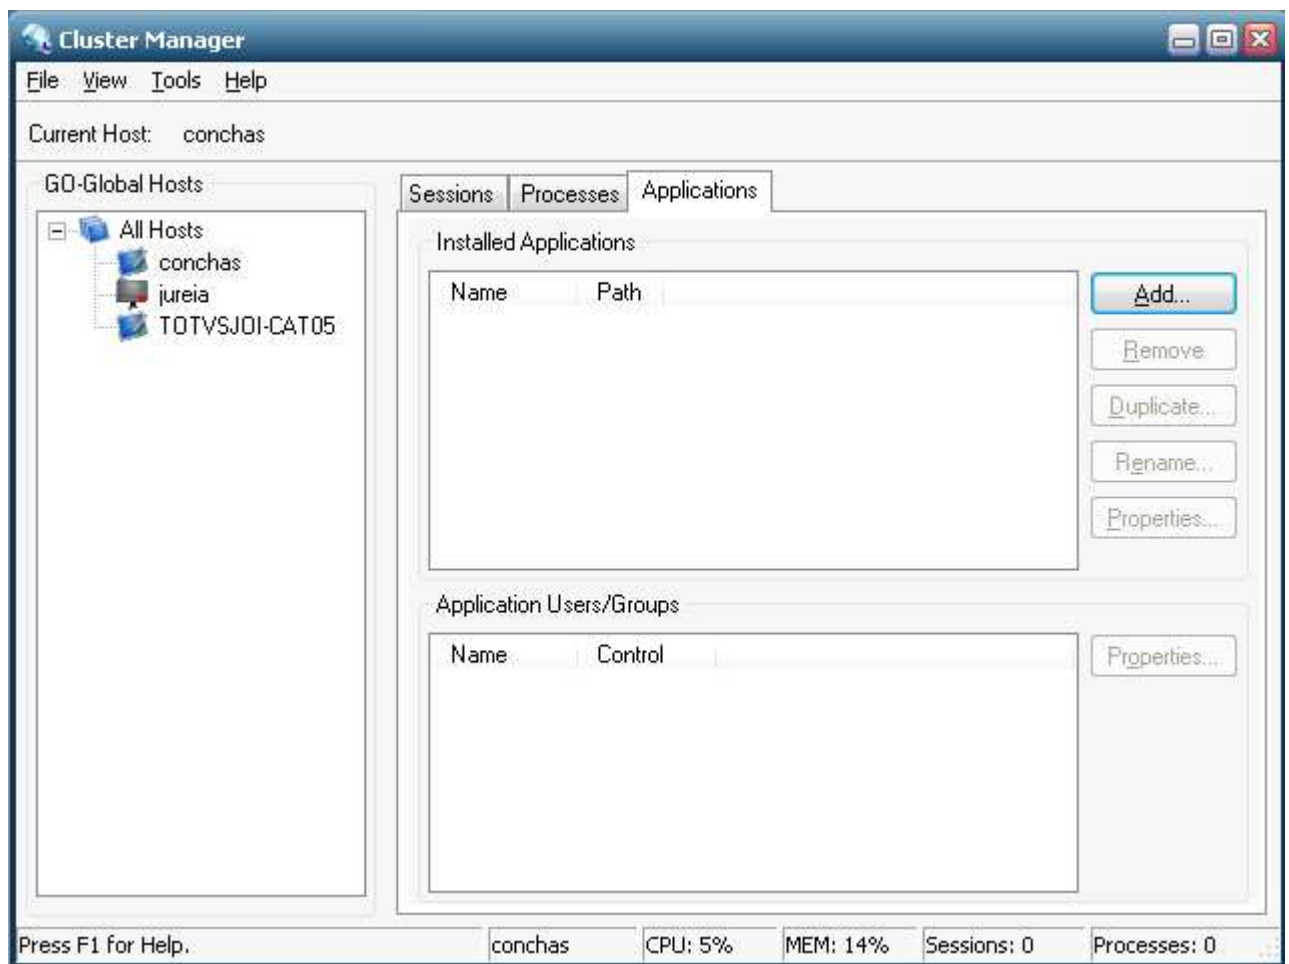 Cluster Manager
File View Tools Help
Current Host: conchas
GO-Global Hosts
All Hosts
conchas
jureia
TOTVSJOI-CAT05
Sessions Processes Applications
Installed Applications
Name Path
Add...
Remove
Duplicate...
Rename...
Properties...
Application Users/Groups
Name Control
Properties...
Press F1 for Help. conchas CPU: 5% MEM: 14% Sessions: 0 Processes: 0